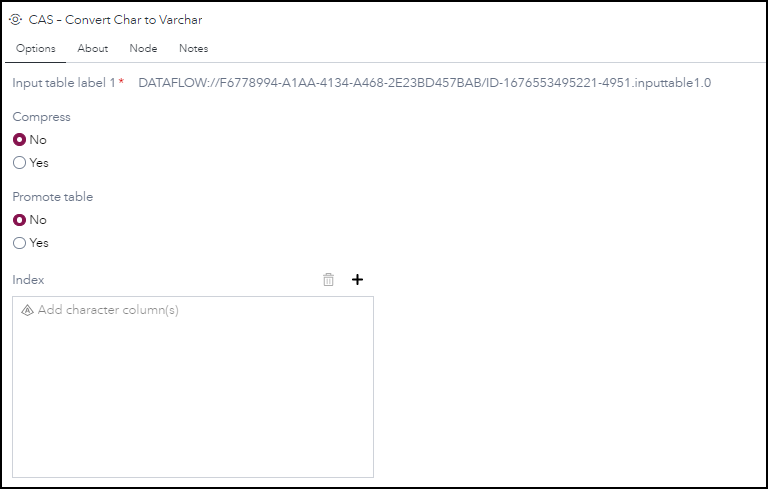 CAS – Convert Char to Varchar
Options About Node Notes
Input table label 1 * DATAFLOW://F6778994-A1AA-4134-A468-2E23BD457BAB/ID-1676553495221-4951.inputtable1.0
Compress
No
Yes
Promote table
No
Yes
Index
Add character column(s)